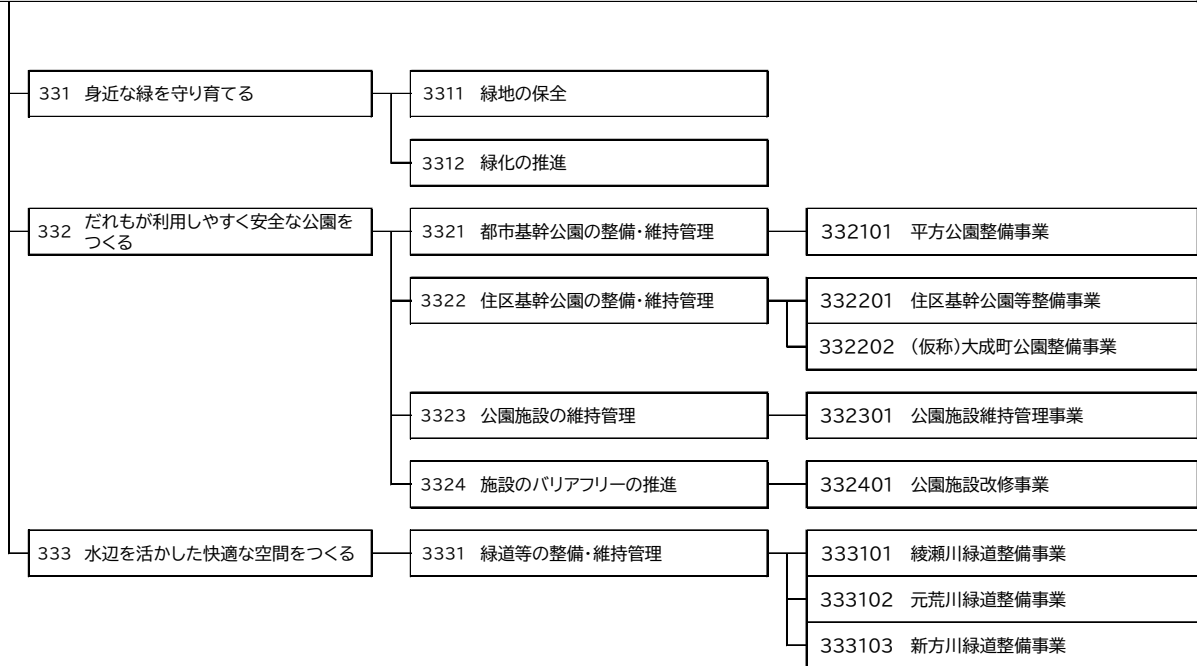 331 身近な緑を守り育てる
3311 緑地の保全
3312 緑化の推進
332 だれもが利用しやすく安全な公園を
つくる
3321 都市基幹公園の整備・維持管理
332101 平方公園整備事業
3322 住区基幹公園の整備・維持管理
332201 住区基幹公園等整備事業
332202 (仮称)大成町公園整備事業
3323 公園施設の維持管理
332301 公園施設維持管理事業
3324 施設のバリアフリーの推進
332401 公園施設改修事業
333 水辺を活かした快適な空間をつくる
3331 緑道等の整備・維持管理
333101 綾瀬川緑道整備事業
333102 元荒川緑道整備事業
333103 新方川緑道整備事業